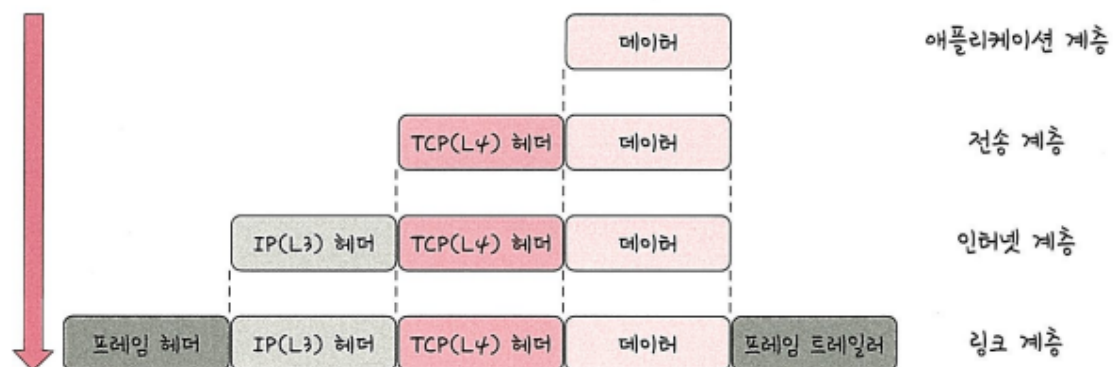 데이터 애플리케이션 계층
TCP(L4) 헤더 데이터 전송 계층
IP(L3) 헤더 TCP(L4) 헤더 데이터 인터넷 계층
프레임 헤더 IP(L3) 헤더 TCP(L4) 헤더 데이터 프레임 트레일러 링크 계층